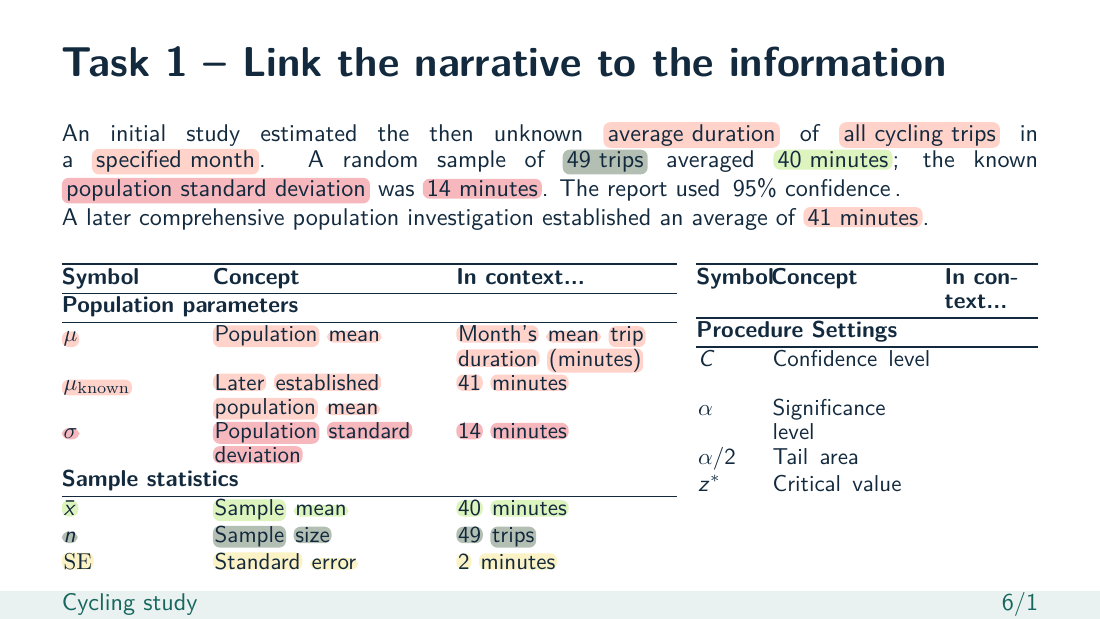 Task 1 – Link the narrative to the information
An initial study estimated the then unknown average duration of all cycling trips in
a specified month. A random sample of 49 trips averaged 40 minutes; the known
population standard deviation was 14 minutes. The report used 95% confidence.
A later comprehensive population investigation established an average of 41 minutes.
Symbol Concept In context...
Population parameters
μ Population mean Month's mean trip
duration (minutes)
μknown Later established 41 minutes
population mean
σ Population standard 14 minutes
deviation
Sample statistics
x̄ Sample mean 40 minutes
n Sample size 49 trips
SE Standard error 2 minutes
Symbol Concept In con-
text...
Procedure Settings
C Confidence level
α Significance
level
α/2 Tail area
z* Critical value
Cycling study 6/1